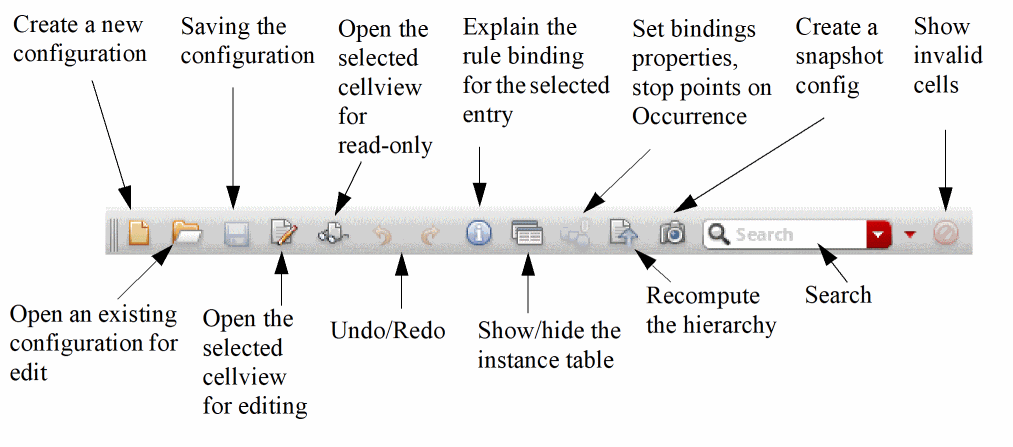 Create a new
configuration
Saving the
configuration
Open the
selected
cellview
for
read-only
Explain the
rule binding
for the selected
entry
Set bindings
properties,
stop points on
Occurrence
Create a
snapshot
config
Show
invalid
cells
Search
Open an existing
configuration for
edit
Open the
selected
cellview
for editing
Undo/Redo
Show/hide the
instance table
Recompute
the hierarchy
Search